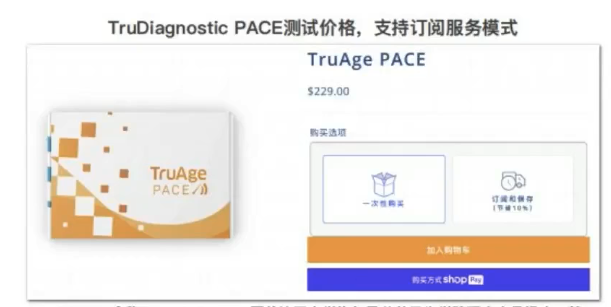 TruDiagnostic PACE测试价格，支持订阅服务模式
TruAge PACE
$229.00
购买选项
TruAge
PACE
一次性购买
订阅和保存
(节省10%)
加入购物车
购买方式 shop Pay